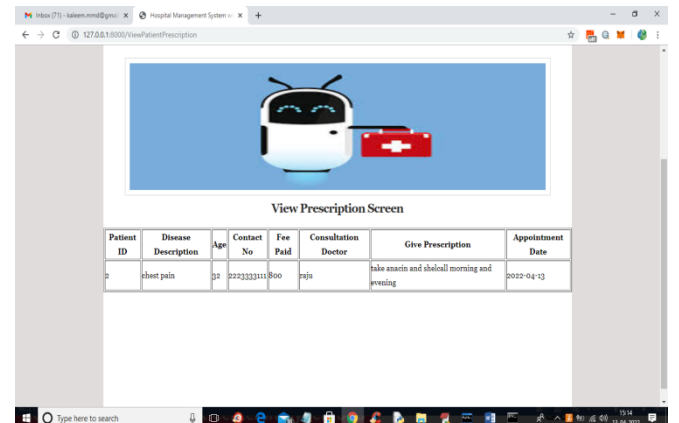 Inbox (71) - kaleem.mmd@gmai
Hospital Management System
127.0.0.1:8000/ViewPatientPrescription
View Prescription Screen
Patient ID Disease Description Age Contact No Fee Paid Consultation Doctor Give Prescription Appointment Date
2 chest pain 32 2223333111 800 raju take anacin and shelcall morning and evening 2022-04-13
Type here to search
15:14